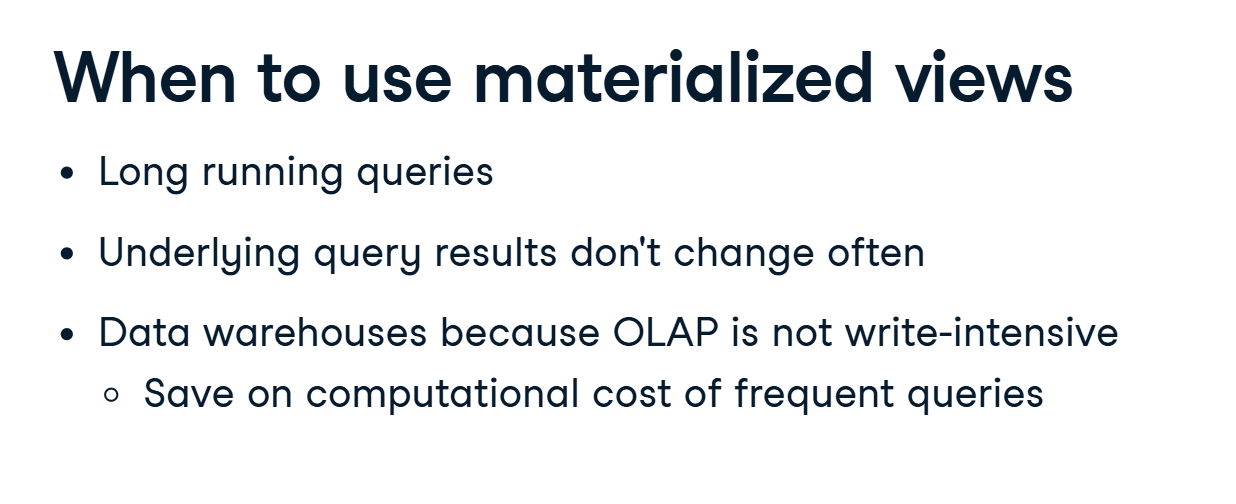 When to use materialized views
• Long running queries
• Underlying query results don't change often
• Data warehouses because OLAP is not write-intensive
◦ Save on computational cost of frequent queries